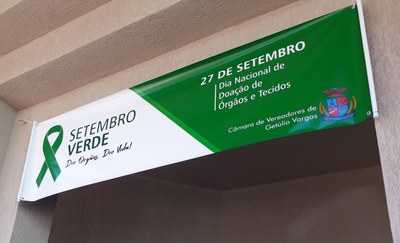 SETEMBRO
VERDE
Doe Órgãos, Doe Vida!
27 DE SETEMBRO
Dia Nacional de
Doação de
Órgãos e Tecidos
Câmara de Vereadores de
Getúlio Vargas